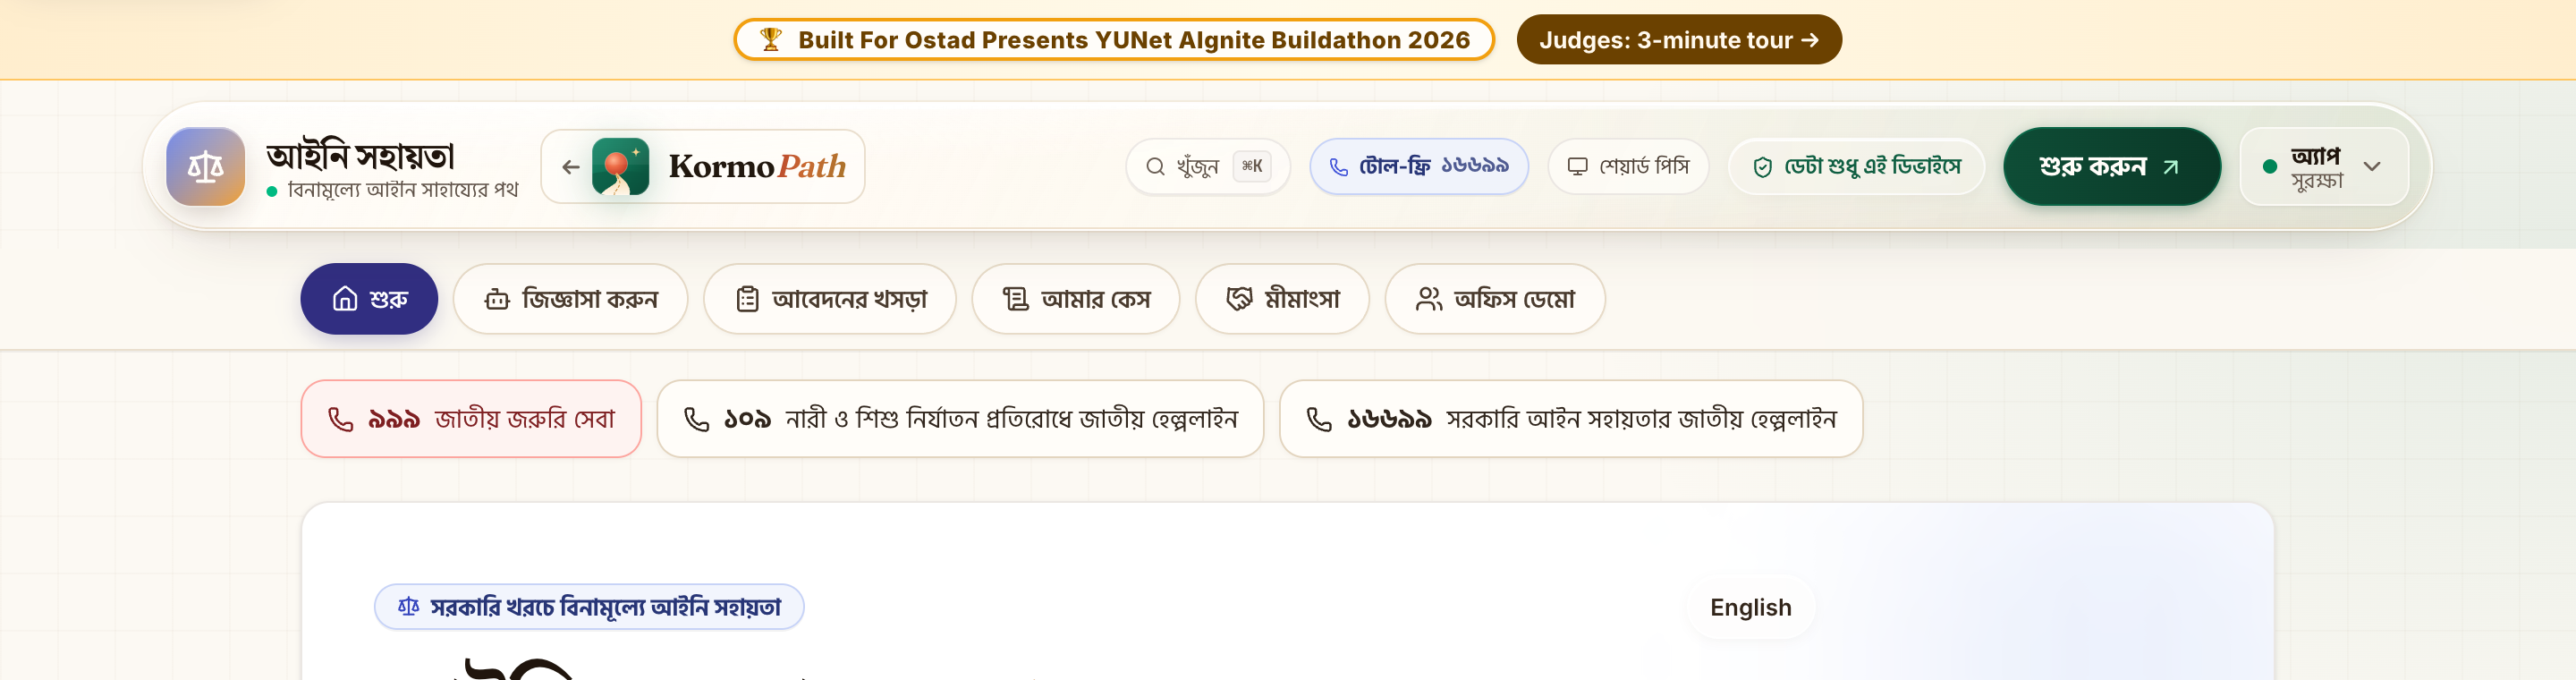 🏆 Built For Ostad Presents YUNet AIgnite Buildathon 2026
Judges: 3-minute tour →
আইনি সহায়তা
বিনামূল্যে আইনি সাহায্যের পথ
← KormoPath
খুঁজুন ⌘K
টোল-ফ্রি ১৬৬৯৯
শেয়ার্ড পিসি
ডেটা শুধু এই ডিভাইসে
শুরু করুন
অ্যাপ
সুরক্ষা
শুরু
জিজ্ঞাসা করুন
আবেদনের খসড়া
আমার কেস
মীমাংসা
অফিস ডেমো
৯৯৯ জাতীয় জরুরি সেবা
১০৯ নারী ও শিশু নির্যাতন প্রতিরোধে জাতীয় হেল্পলাইন
১৬৬৯৯ সরকারি আইন সহায়তার জাতীয় হেল্পলাইন
সরকারি খরচে বিনামূল্যে আইনি সহায়তা
English